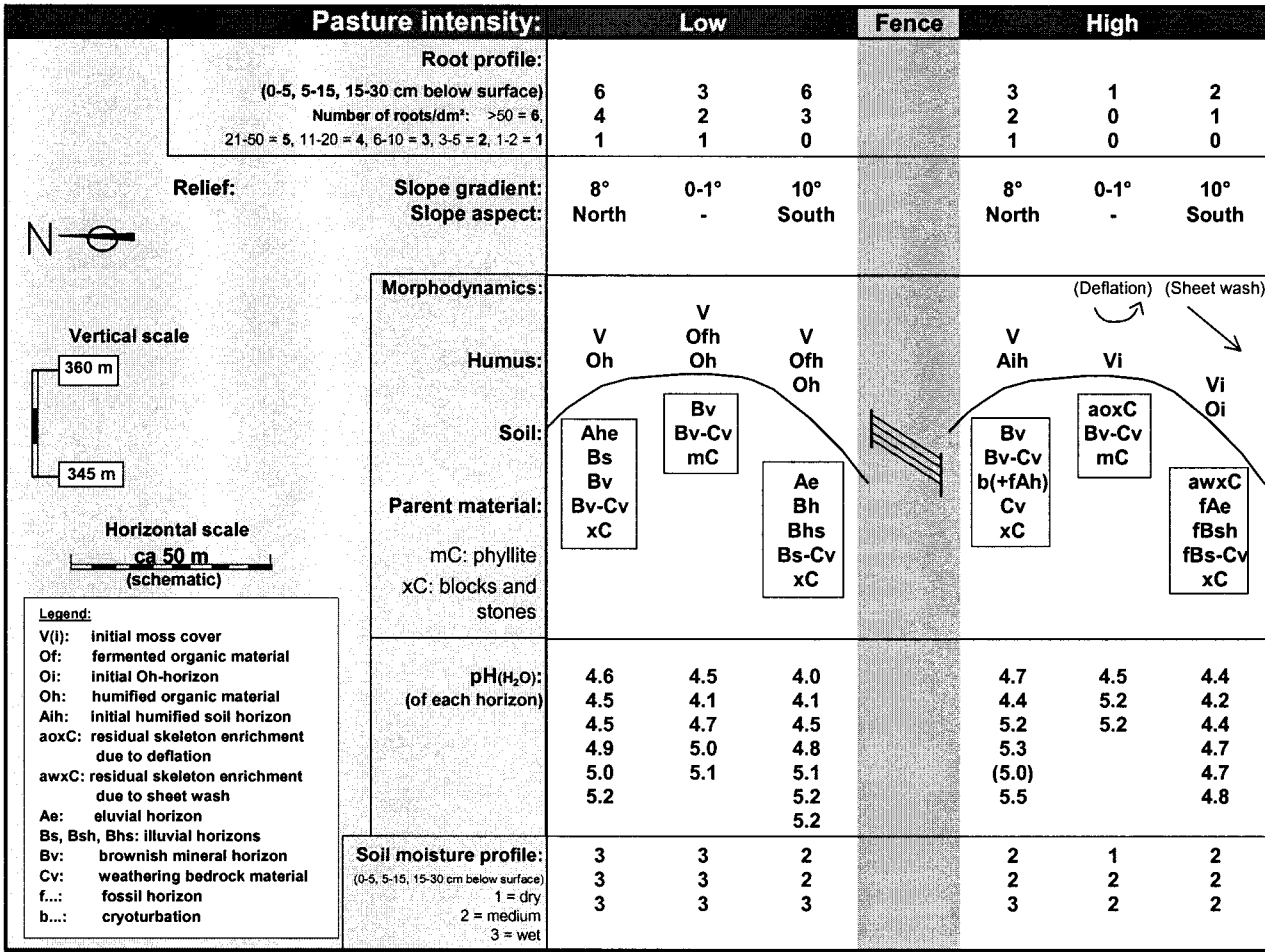 Pasture intensity: Low Fence High
Root profile:
(0-5, 5-15, 15-30 cm below surface) 6 3 6 3 1 2
Number of roots/dm²: >50 = 6, 4 2 3 2 0 1
21-50 = 5, 11-20 = 4, 6-10 = 3, 3-5 = 2, 1-2 = 1 1 1 0 1 0 0
Relief: Slope gradient: 8° 0-1° 10° 8° 0-1° 10°
Slope aspect: North - South North - South
N
Morphodynamics: (Deflation) (Sheet wash)
Vertical scale
360 m
345 m
Horizontal scale
ca 50 m
(schematic)
Humus:
V
Oh
V
Ofh
Oh
V
Ofh
Oh
V
Aih
Vi
Vi
Oi
Soil:
Parent material:
mC: phyllite
xC: blocks and
stones
Ahe
Bs
Bv
Bv-Cv
xC
Bv
Bv-Cv
mC
Ae
Bh
Bhs
Bs-Cv
xC
Bv
Bv-Cv
b(+fAh)
Cv
xC
aoxC
Bv-Cv
mC
awxC
fAe
fBsh
fBs-Cv
xC
Legend:
V(i): initial moss cover
Of: fermented organic material
Oi: initial Oh-horizon
Oh: humified organic material
Aih: initial humified soil horizon
aoxC: residual skeleton enrichment
due to deflation
awxC: residual skeleton enrichment
due to sheet wash
Ae: eluvial horizon
Bs, Bsh, Bhs: illuvial horizons
Bv: brownish mineral horizon
Cv: weathering bedrock material
f...: fossil horizon
b...: cryoturbation
pH(H₂O): 4.6 4.5 4.0 4.7 4.5 4.4
(of each horizon) 4.5 4.1 4.1 4.4 5.2 4.2
4.5 4.7 4.5 5.2 5.2 4.4
4.9 5.0 4.8 5.3 4.7
5.0 5.1 5.1 (5.0) 4.7
5.2 5.2 5.5 4.8
5.2
Soil moisture profile: 3 3 2 2 1 2
(0-5, 5-15, 15-30 cm below surface) 3 3 2 2 2 2
1 = dry 3 3 3 3 2 2
2 = medium
3 = wet